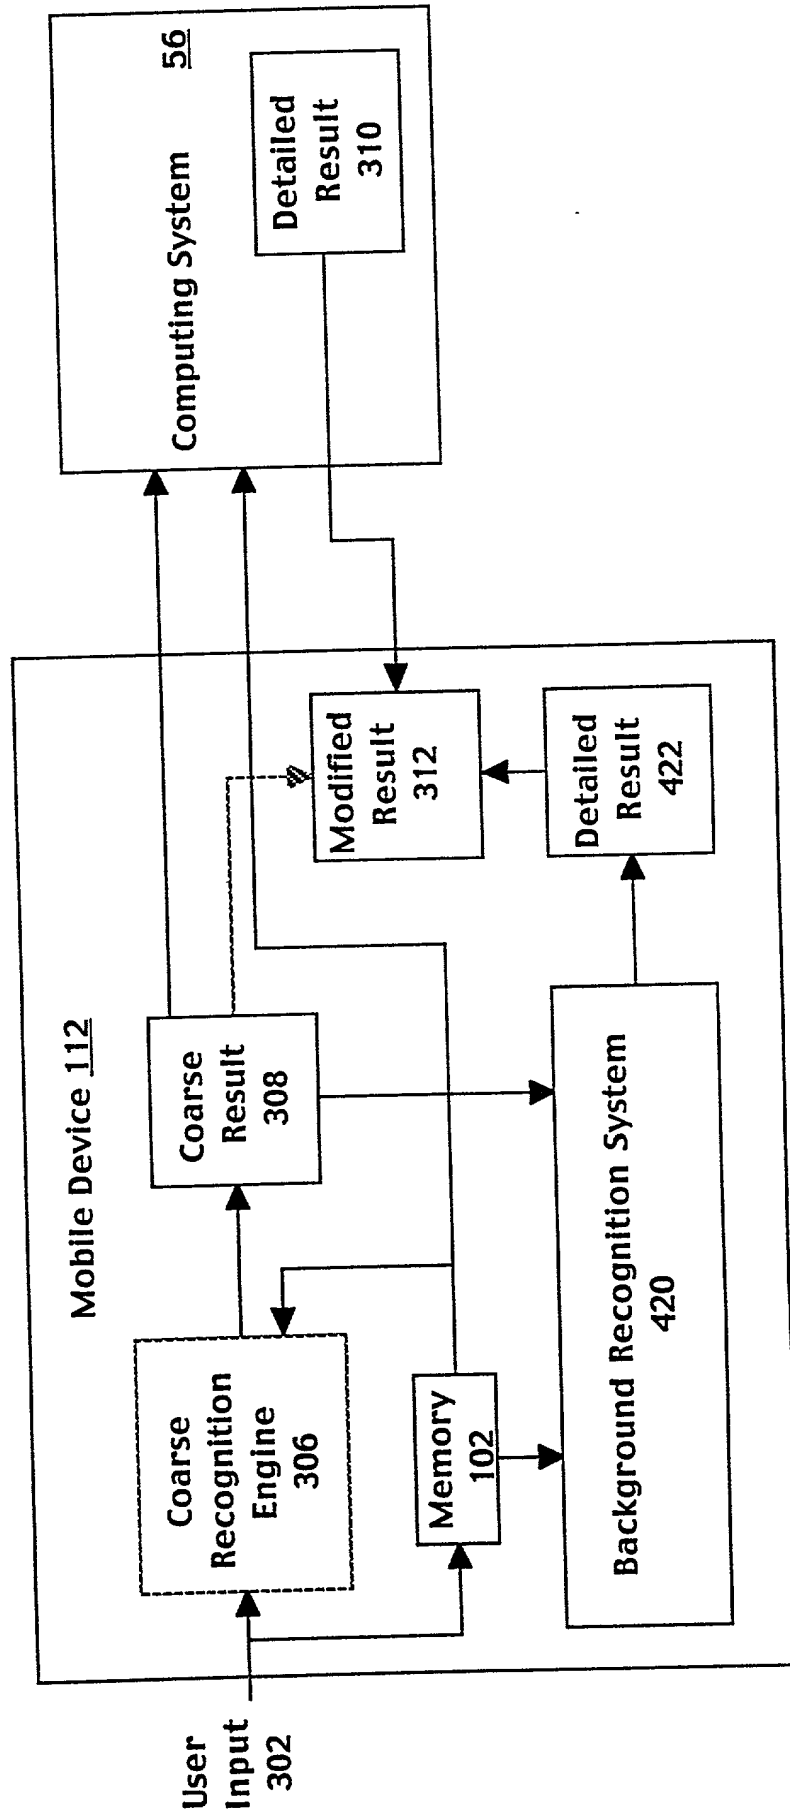 User
Input
302
Mobile Device 112
Coarse
Recognition
Engine
306
Coarse
Result
308
Memory
102
Modified
Result
312
Background Recognition System
420
Detailed
Result
422
Computing System 56
Detailed
Result
310